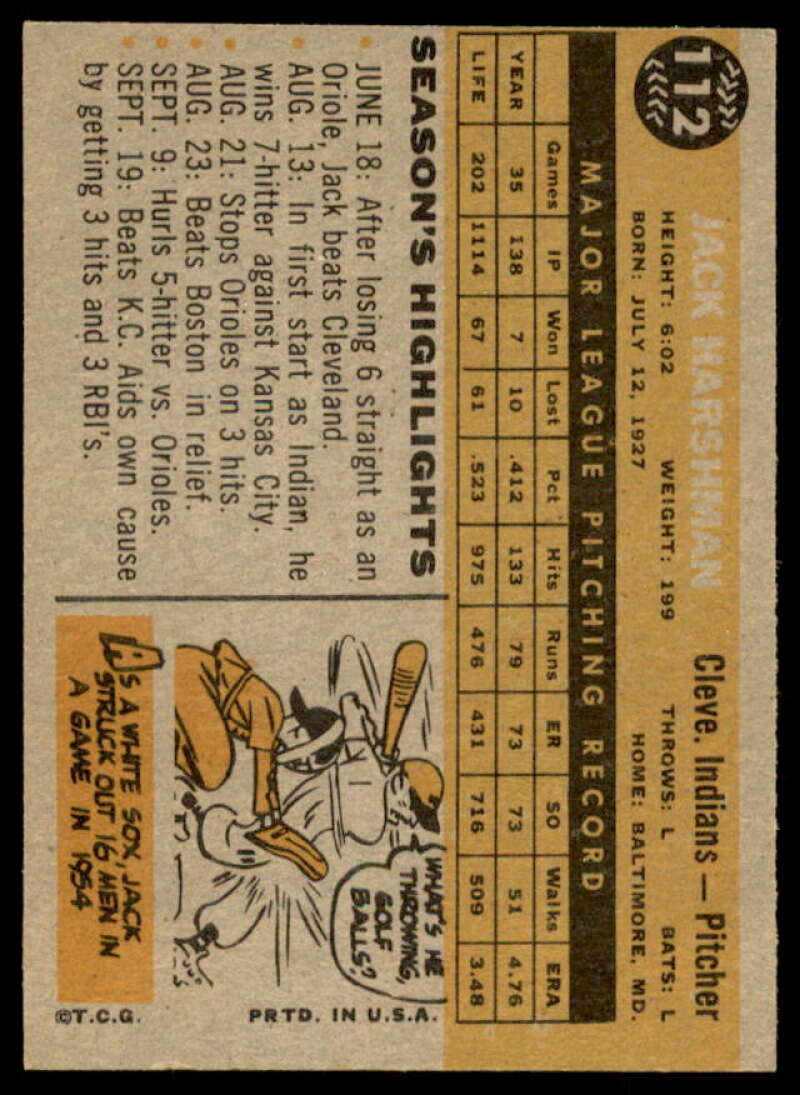 112
JACK HARSHMAN Cleve. Indians — Pitcher
HEIGHT: 6:02 WEIGHT: 199 THROWS: L BATS: L
BORN: JULY 12, 1927 HOME: BALTIMORE, MD.
MAJOR LEAGUE PITCHING RECORD
Games IP Won Lost Pct Hits Runs ER SO Walks ERA
YEAR 35 138 7 10 .412 133 79 73 73 51 4.76
LIFE 202 1114 67 61 .523 975 476 431 716 509 3.48
SEASON'S HIGHLIGHTS
• JUNE 18: After losing 6 straight as an
Oriole, Jack beats Cleveland.
• AUG. 13: In first start as Indian, he
wins 7-hitter against Kansas City.
• AUG. 21: Stops Orioles on 3 hits.
• AUG. 23: Beats Boston in relief.
• SEPT. 9: Hurls 5-hitter vs. Orioles.
• SEPT. 19: Beats K.C. Aids own cause
by getting 3 hits and 3 RBI's.
WHAT'S HE
THROWING,
GOLF
BALLS?
AS A WHITE SOX, JACK
STRUCK OUT 16 MEN IN
A GAME IN 1954
©T.C.G. PRTD. IN U.S.A.